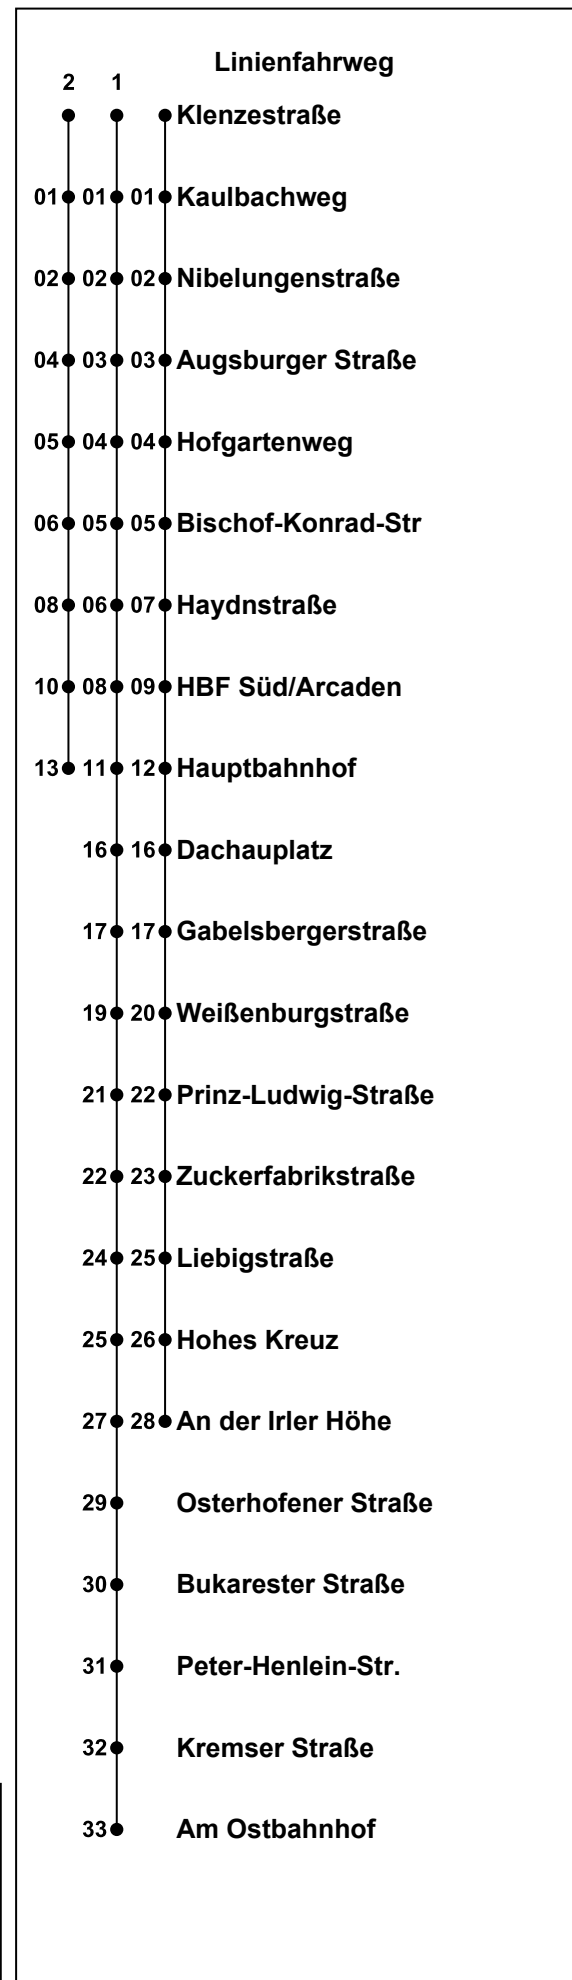 Linienfahrweg
2 1
Klenzestraße
01 01 01 Kaulbachweg
02 02 02 Nibelungenstraße
04 03 03 Augsburger Straße
05 04 04 Hofgartenweg
06 05 05 Bischof-Konrad-Str
08 06 07 Haydnstraße
10 08 09 HBF Süd/Arcaden
13 11 12 Hauptbahnhof
16 16 Dachauplatz
17 17 Gabelsbergerstraße
19 20 Weißenburgstraße
21 22 Prinz-Ludwig-Straße
22 23 Zuckerfabrikstraße
24 25 Liebigstraße
25 26 Hohes Kreuz
27 28 An der Irler Höhe
29 Osterhofener Straße
30 Bukarester Straße
31 Peter-Henlein-Str.
32 Kremser Straße
33 Am Ostbahnhof